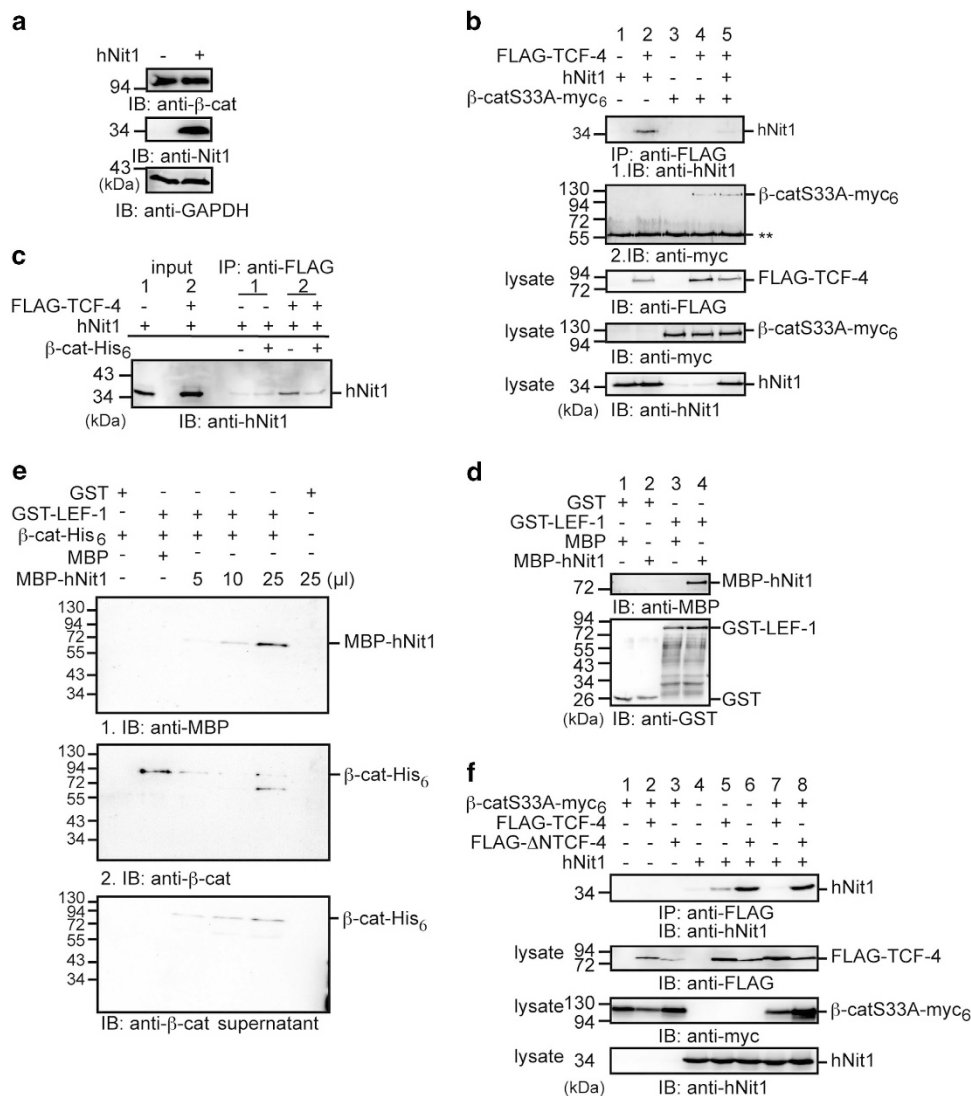 a
hNit1 - +
94
IB: anti-β-cat
34
IB: anti-Nit1
43
(kDa)
IB: anti-GAPDH
b
1 2 3 4 5
FLAG-TCF-4 - + - + +
hNit1 + + - - +
β-catS33A-myc6 - - + + +
34 hNit1
IP: anti-FLAG
1.IB: anti-hNit1
130 β-catS33A-myc6
94
72
55 **
2.IB: anti-myc
lysate 94 FLAG-TCF-4
72
IB: anti-FLAG
lysate 130 β-catS33A-myc6
94
IB: anti-myc
lysate 34 hNit1
(kDa) IB: anti-hNit1
c
input IP: anti-FLAG
1 2 1 2
FLAG-TCF-4 - + - - + +
hNit1 + + + + + +
β-cat-His6 - + - +
43
34 hNit1
(kDa) IB: anti-hNit1
d
1 2 3 4
GST + + - -
GST-LEF-1 - - + +
MBP + - + -
MBP-hNit1 - + - +
72 MBP-hNit1
IB: anti-MBP
94 GST-LEF-1
72
55
43
34
26 GST
(kDa) IB: anti-GST
e
GST + - - - - +
GST-LEF-1 - + + + + -
β-cat-His6 + + + + + -
MBP - + - - - -
MBP-hNit1 - - 5 10 25 25 (µl)
130
94
72 MBP-hNit1
55
43
34
1. IB: anti-MBP
130
94 β-cat-His6
72
55
43
34
2. IB: anti-β-cat
130
94 β-cat-His6
72
55
43
34
IB: anti-β-cat supernatant
f
1 2 3 4 5 6 7 8
β-catS33A-myc6 + + + - - - + +
FLAG-TCF-4 - + - - + - + -
FLAG-ΔNTCF-4 - - + - - + - +
hNit1 - - - + + + + +
34 hNit1
IP: anti-FLAG
IB: anti-hNit1
lysate 94 FLAG-TCF-4
72
IB: anti-FLAG
lysate 130 β-catS33A-myc6
94
IB: anti-myc
lysate 34 hNit1
(kDa) IB: anti-hNit1